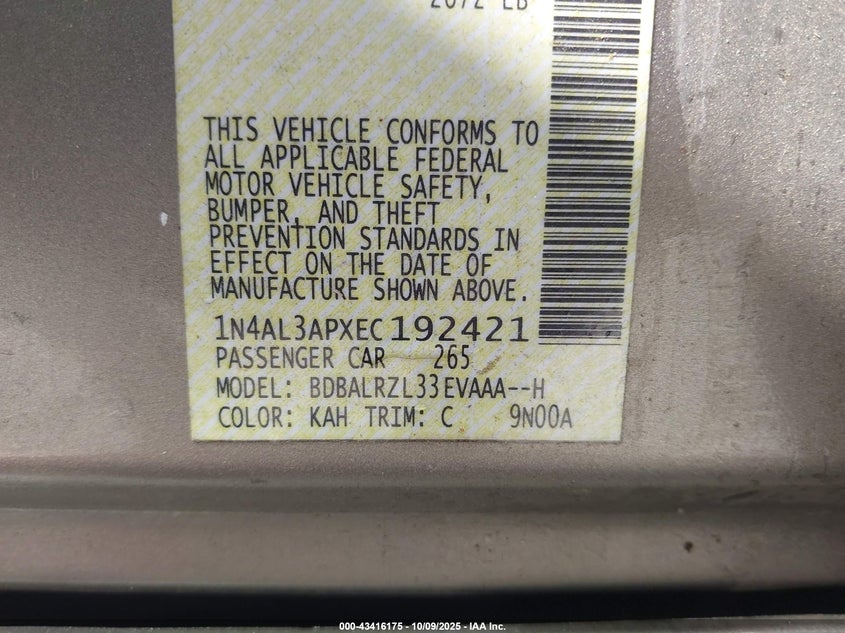 THIS VEHICLE CONFORMS TO
ALL APPLICABLE FEDERAL
MOTOR VEHICLE SAFETY,
BUMPER, AND THEFT
PREVENTION STANDARDS IN
EFFECT ON THE DATE OF
MANUFACTURE SHOWN ABOVE.
1N4AL3APXEC192421
PASSENGER CAR 265
MODEL: BDBALRZL33EVAAA--H
COLOR: KAH TRIM: C 9N00A
000-43416175 - 10/09/2025 - IAA Inc.